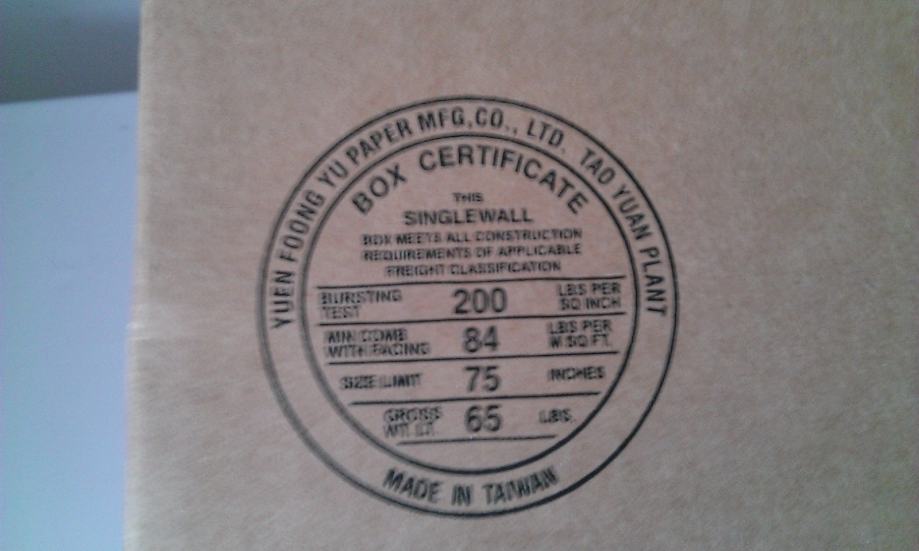 YUEN FOONG YU PAPER MFG,CO., LTD. TAO YUAN PLANT
BOX CERTIFICATE
THIS
SINGLEWALL
BOX MEETS ALL CONSTRUCTION
REQUIREMENTS OF APPLICABLE
FREIGHT CLASSIFICATION
BURSTING TEST 200 LBS PER SQ INCH
MIN COMB WITH FACING 84 LBS PER M SQ FT.
SIZE LIMIT 75 INCHES
GROSS WT. LT. 65 LBS.
MADE IN TAIWAN